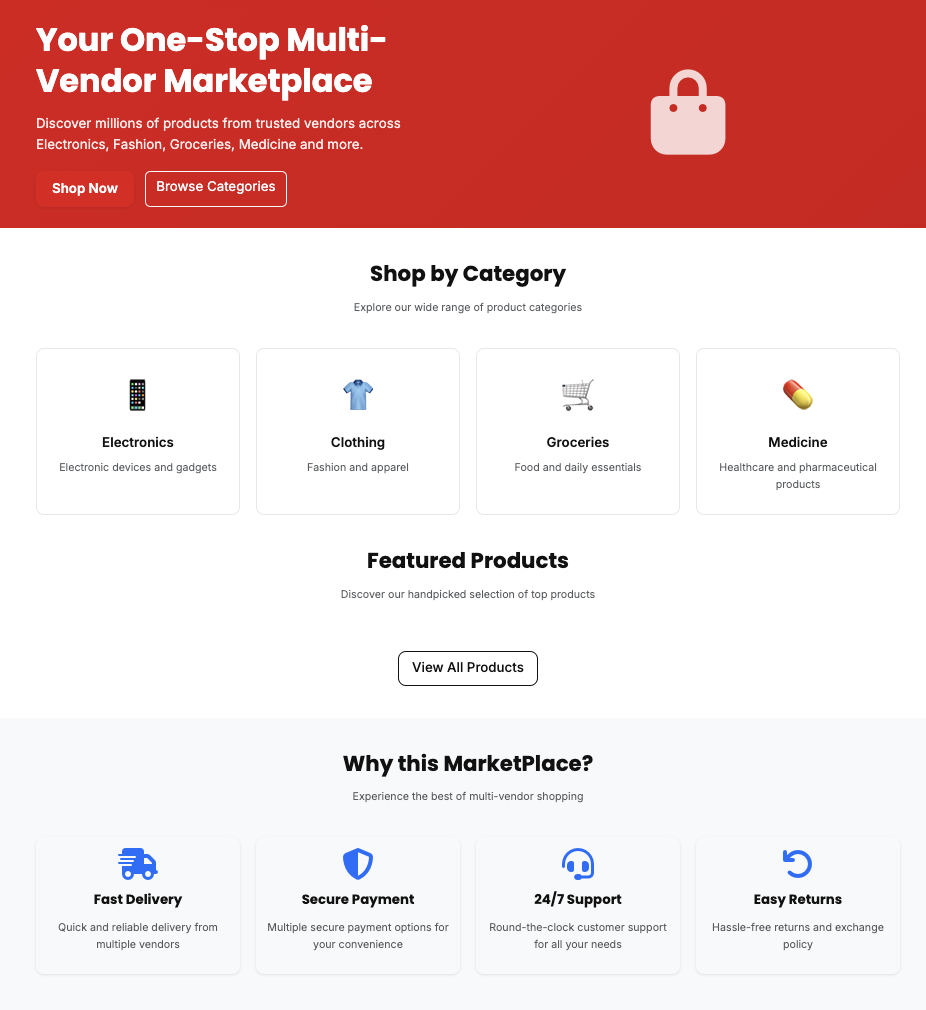 Your One-Stop Multi-
Vendor Marketplace
Discover millions of products from trusted vendors across
Electronics, Fashion, Groceries, Medicine and more.
Shop Now
Browse Categories
Shop by Category
Explore our wide range of product categories
Electronics
Electronic devices and gadgets
Clothing
Fashion and apparel
Groceries
Food and daily essentials
Medicine
Healthcare and pharmaceutical
products
Featured Products
Discover our handpicked selection of top products
View All Products
Why this MarketPlace?
Experience the best of multi-vendor shopping
Fast Delivery
Quick and reliable delivery from
multiple vendors
Secure Payment
Multiple secure payment options for
your convenience
24/7 Support
Round-the-clock customer support
for all your needs
Easy Returns
Hassle-free returns and exchange
policy